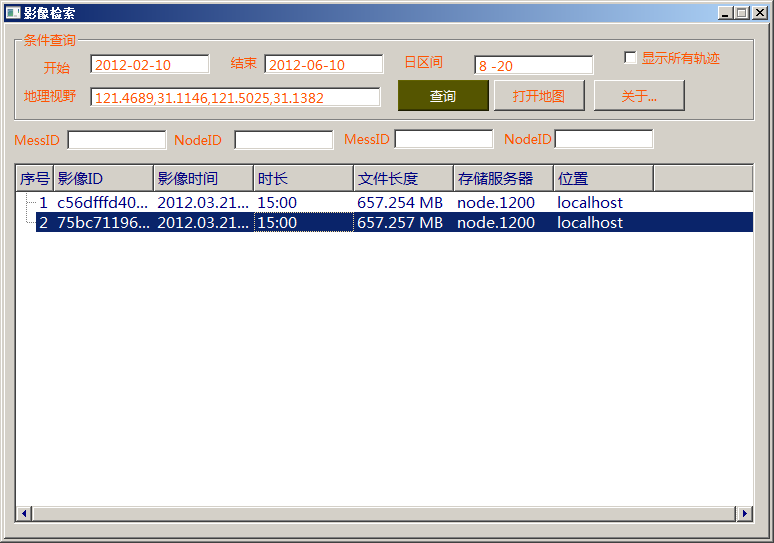 影像检索
条件查询
开始 2012-02-10 结束 2012-06-10 日区间 8 -20 显示所有轨迹
地理视野 121.4689,31.1146,121.5025,31.1382 查询 打开地图 关于...
MessID NodeID MessID NodeID
序号 影像ID 影像时间 时长 文件长度 存储服务器 位置
1 c56dfffd40... 2012.03.21... 15:00 657.254 MB node.1200 localhost
2 75bc71196... 2012.03.21... 15:00 657.257 MB node.1200 localhost